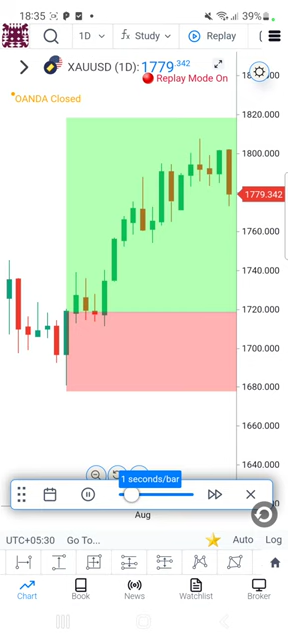 18:35
39%
1D
fx Study
Replay
XAUUSD (1D): 1779.342
Replay Mode On
OANDA Closed
1820.000
1800.000
1779.342
1760.000
1740.000
1720.000
1700.000
1680.000
1660.000
1640.000
1 seconds/bar
Aug
UTC+05:30
Go To...
Auto
Log
Chart
Book
News
Watchlist
Broker